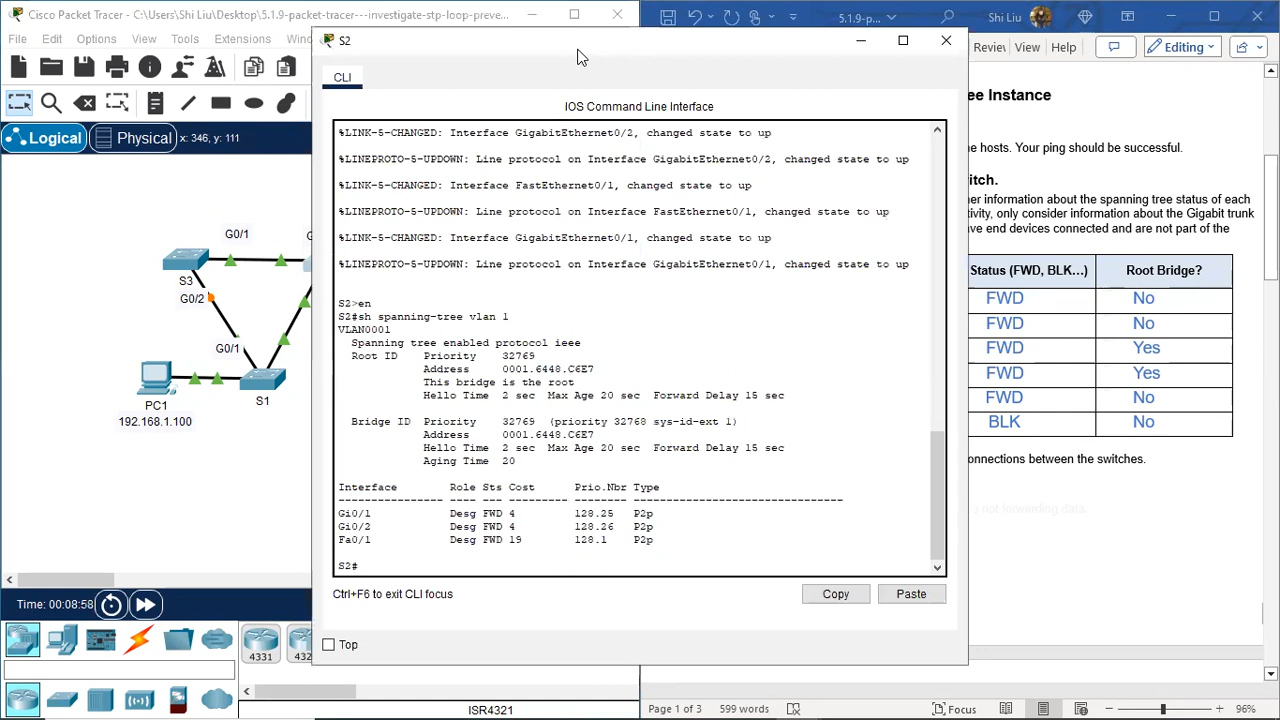 Cisco Packet Tracer - C:\Users\Shi Liu\Desktop\5.1.9-packet-tracer---investigate-stp-loop-preve...
File Edit Options View Tools Extensions
Logical Physical x: 346, y: 111
G0/1
S3
G0/2
G0/1
PC1
S1
192.168.1.100
Time: 00:08:58
4331
ISR4321
S2
CLI
IOS Command Line Interface
%LINK-5-CHANGED: Interface GigabitEthernet0/2, changed state to up
%LINEPROTO-5-UPDOWN: Line protocol on Interface GigabitEthernet0/2, changed state to up
%LINK-5-CHANGED: Interface FastEthernet0/1, changed state to up
%LINEPROTO-5-UPDOWN: Line protocol on Interface FastEthernet0/1, changed state to up
%LINK-5-CHANGED: Interface GigabitEthernet0/1, changed state to up
%LINEPROTO-5-UPDOWN: Line protocol on Interface GigabitEthernet0/1, changed state to up
S2>en
S2#sh spanning-tree vlan 1
VLAN0001
Spanning tree enabled protocol ieee
Root ID Priority 32769
Address 0001.6448.C6E7
This bridge is the root
Hello Time 2 sec Max Age 20 sec Forward Delay 15 sec
Bridge ID Priority 32769 (priority 32768 sys-id-ext 1)
Address 0001.6448.C6E7
Hello Time 2 sec Max Age 20 sec Forward Delay 15 sec
Aging Time 20
Interface Role Sts Cost Prio.Nbr Type
---------------- ---- --- --------- -------- --------------------------------
Gi0/1 Desg FWD 4 128.25 P2p
Gi0/2 Desg FWD 4 128.26 P2p
Fa0/1 Desg FWD 19 128.1 P2p
S2#
Ctrl+F6 to exit CLI focus
Copy Paste
Top
5.1.9-p... Shi Liu
View Help Editing
ee Instance
e hosts. Your ping should be successful.
itch.
er information about the spanning tree status of each
tivity, only consider information about the Gigabit trunk
ave end devices connected and are not part of the
Status (FWD, BLK...) Root Bridge?
FWD No
FWD No
FWD Yes
FWD Yes
FWD No
BLK No
onnections between the switches.
not forwarding data.
Page 1 of 3 599 words Focus 96%